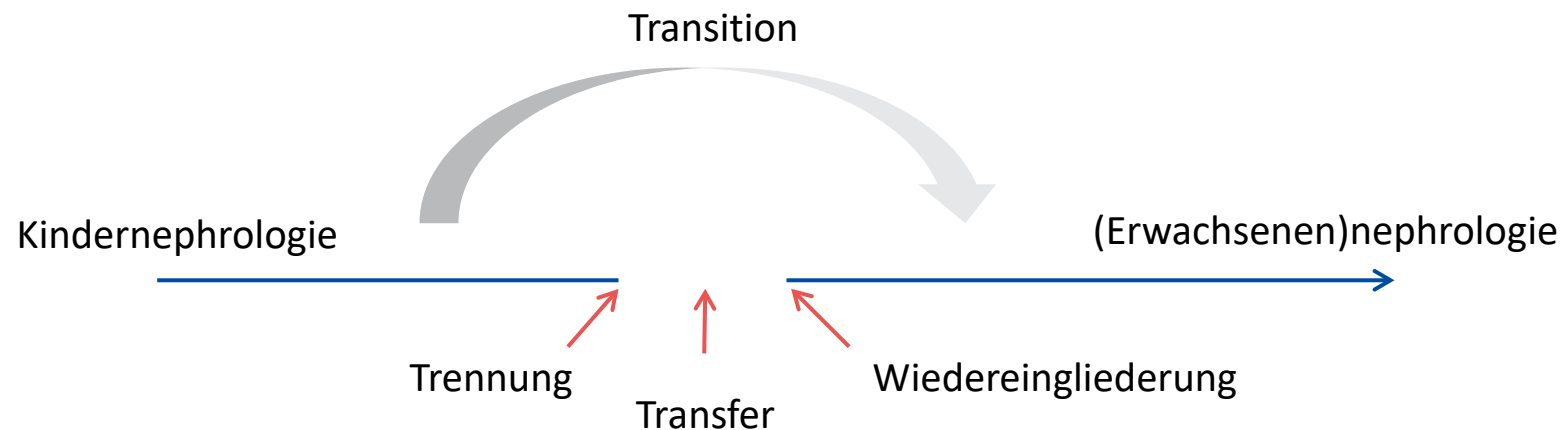 Transition
Kindernephrologie
(Erwachsenen)nephrologie
Trennung
Transfer
Wiedereingliederung